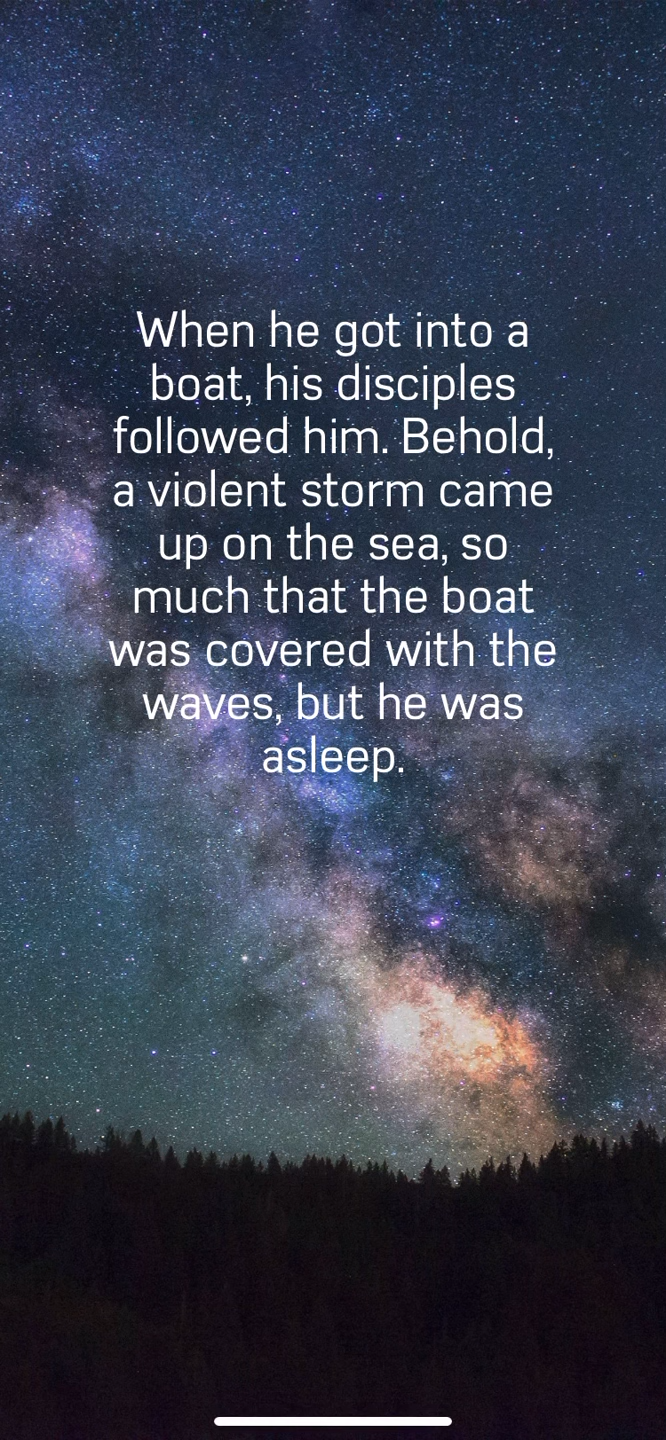 When he got into a
boat, his disciples
followed him. Behold,
a violent storm came
up on the sea, so
much that the boat
was covered with the
waves, but he was
asleep.